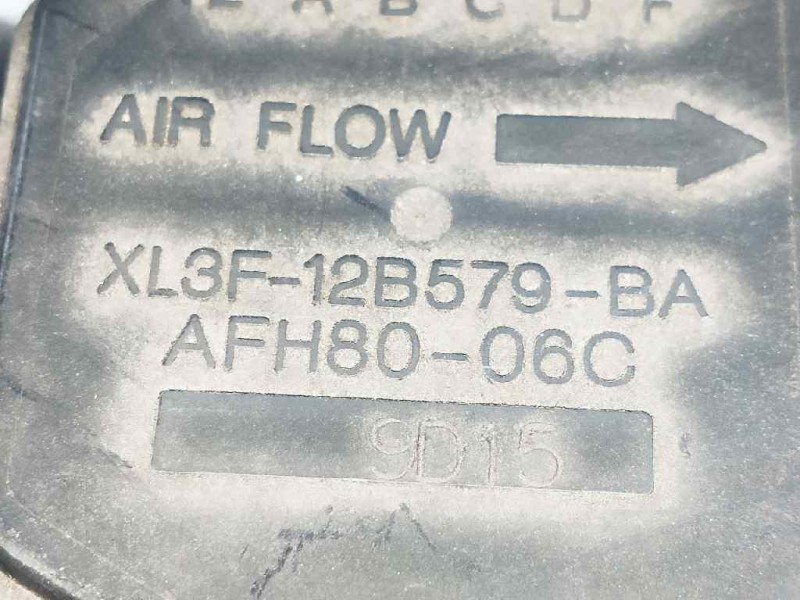 A B C D F
AIR FLOW
XL3F-12B579-BA
AFH80-06C
9D15